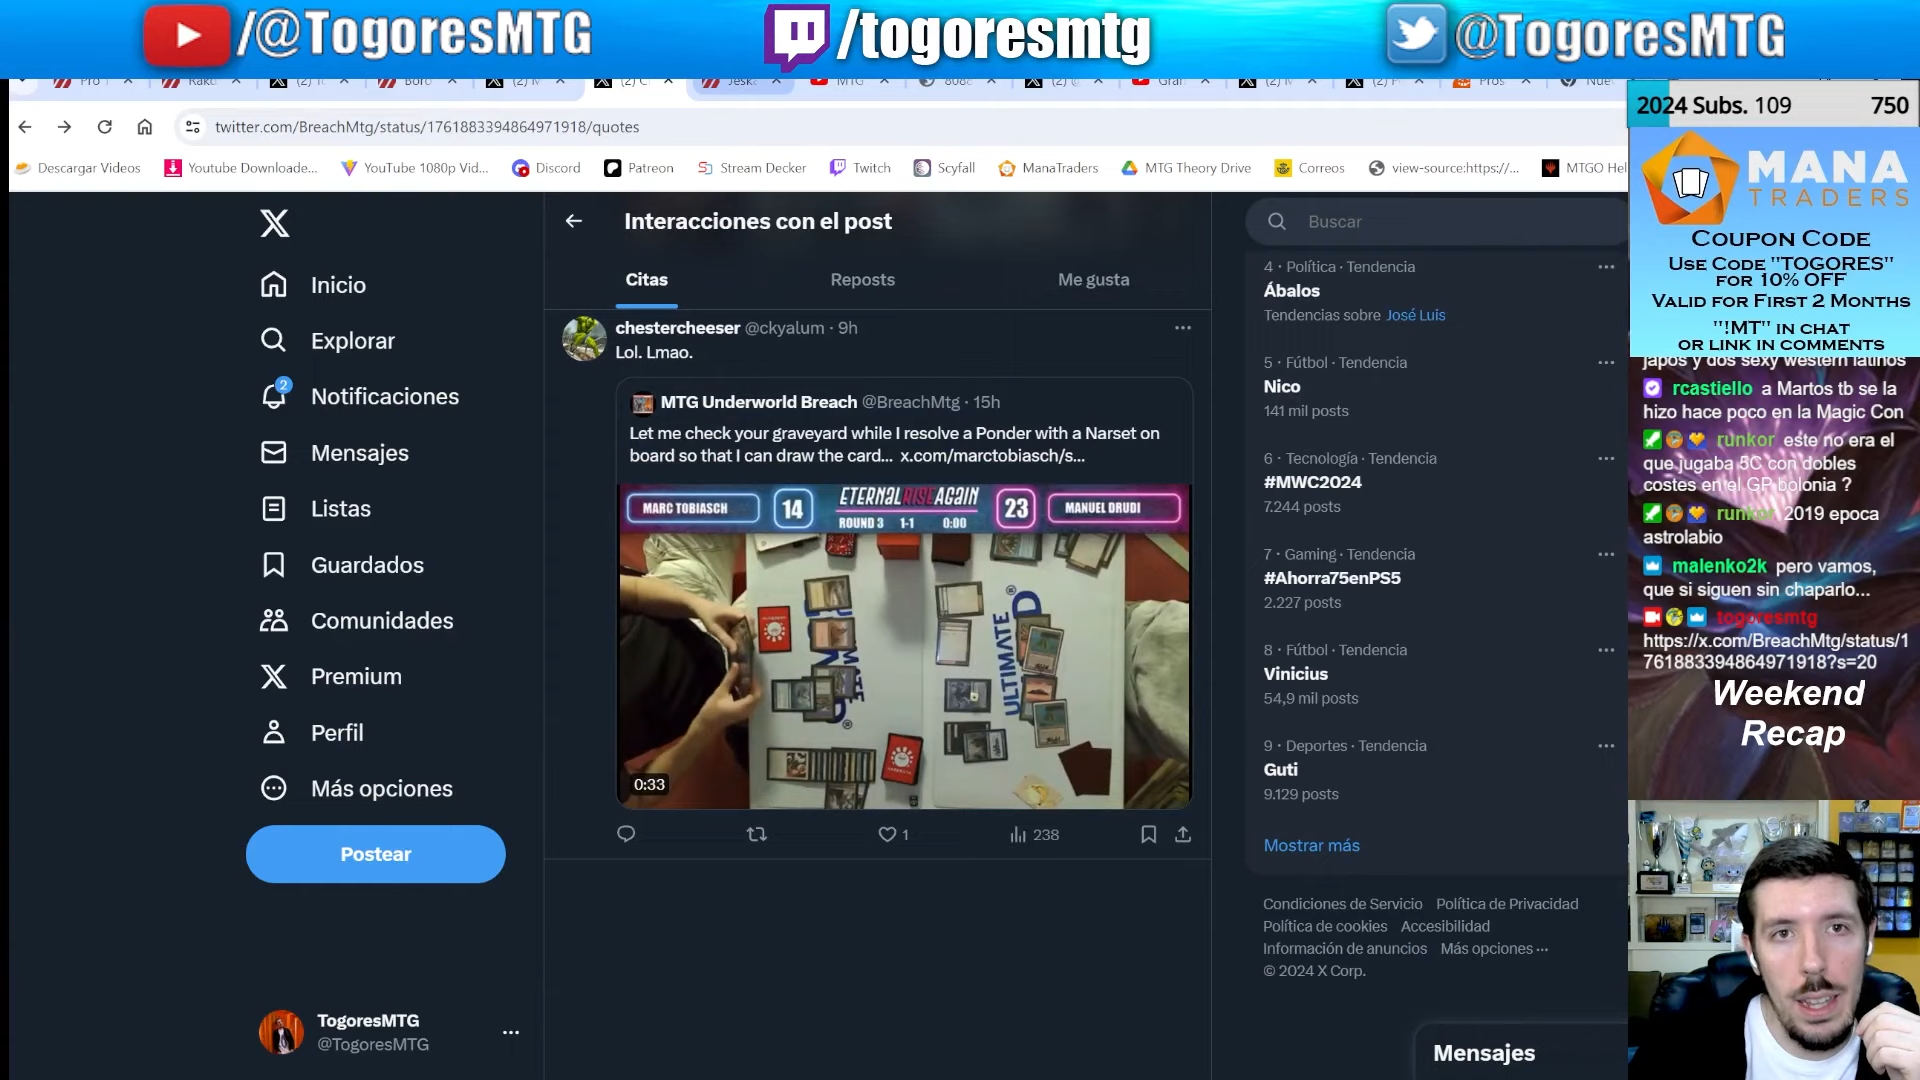 /@TogoresMTG
/togoresmtg
@TogoresMTG
twitter.com/BreachMtg/status/1761883394864971918/quotes
Descargar Videos
Youtube Downloade...
YouTube 1080p Vid...
Discord
Patreon
Stream Decker
Twitch
Scyfall
ManaTraders
MTG Theory Drive
Correos
view-source:https://...
MTGO Hel
Inicio
Explorar
2
Notificaciones
Mensajes
Listas
Guardados
Comunidades
Premium
Perfil
Más opciones
Postear
TogoresMTG
@TogoresMTG
Interacciones con el post
Citas
Reposts
Me gusta
chestercheeser @ckyalum · 9h
Lol. Lmao.
MTG Underworld Breach @BreachMtg · 15h
Let me check your graveyard while I resolve a Ponder with a Narset on
board so that I can draw the card... x.com/marctobiasch/s...
MARC TOBIASCH
14
ETERNALRISEAGAIN
ROUND 3 1-1 0:00
23
MANUEL DRUDI
ULTIMATE
0:33
1
238
Buscar
4 · Política · Tendencia
Ábalos
Tendencias sobre José Luis
5 · Fútbol · Tendencia
Nico
141 mil posts
6 · Tecnología · Tendencia
#MWC2024
7.244 posts
7 · Gaming · Tendencia
#Ahorra75enPS5
2.227 posts
8 · Fútbol · Tendencia
Vinicius
54,9 mil posts
9 · Deportes · Tendencia
Guti
9.129 posts
Mostrar más
Condiciones de Servicio Política de Privacidad
Política de cookies Accesibilidad
Información de anuncios Más opciones ···
© 2024 X Corp.
Mensajes
2024 Subs. 109 750
MANA
TRADERS
COUPON CODE
USE CODE "TOGORES"
FOR 10% OFF
VALID FOR FIRST 2 MONTHS
"!MT" IN CHAT
OR LINK IN COMMENTS
japos y dos sexy western latinos
rcastiello a Martos tb se la
hizo hace poco en la Magic Con
runkor este no era el
que jugaba 5C con dobles
costes en el GP bolonia ?
runkor 2019 epoca
astrolabio
malenko2k pero vamos,
que si siguen sin chaparlo...
togoresmtg
https://x.com/BreachMtg/status/1
761883394864971918?s=20
Weekend
Recap